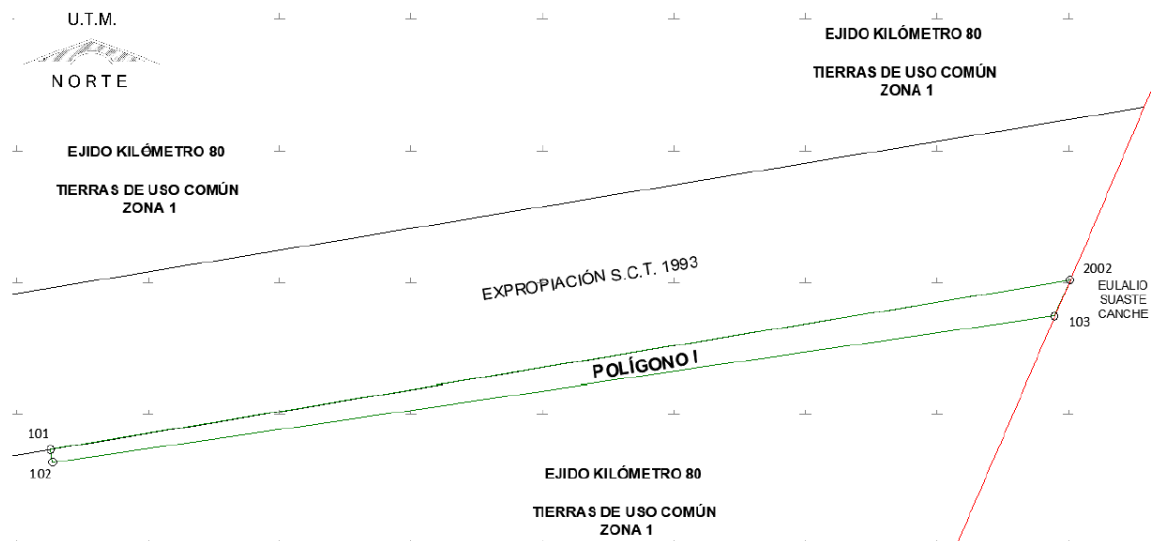 U.T.M.
NORTE
EJIDO KILÓMETRO 80
TIERRAS DE USO COMÚN
ZONA 1
EJIDO KILÓMETRO 80
TIERRAS DE USO COMÚN
ZONA 1
EXPROPIACIÓN S.C.T. 1993
2002
EULALIO
SUASTE
CANCHE
103
POLÍGONO I
101
102
EJIDO KILÓMETRO 80
TIERRAS DE USO COMÚN
ZONA 1